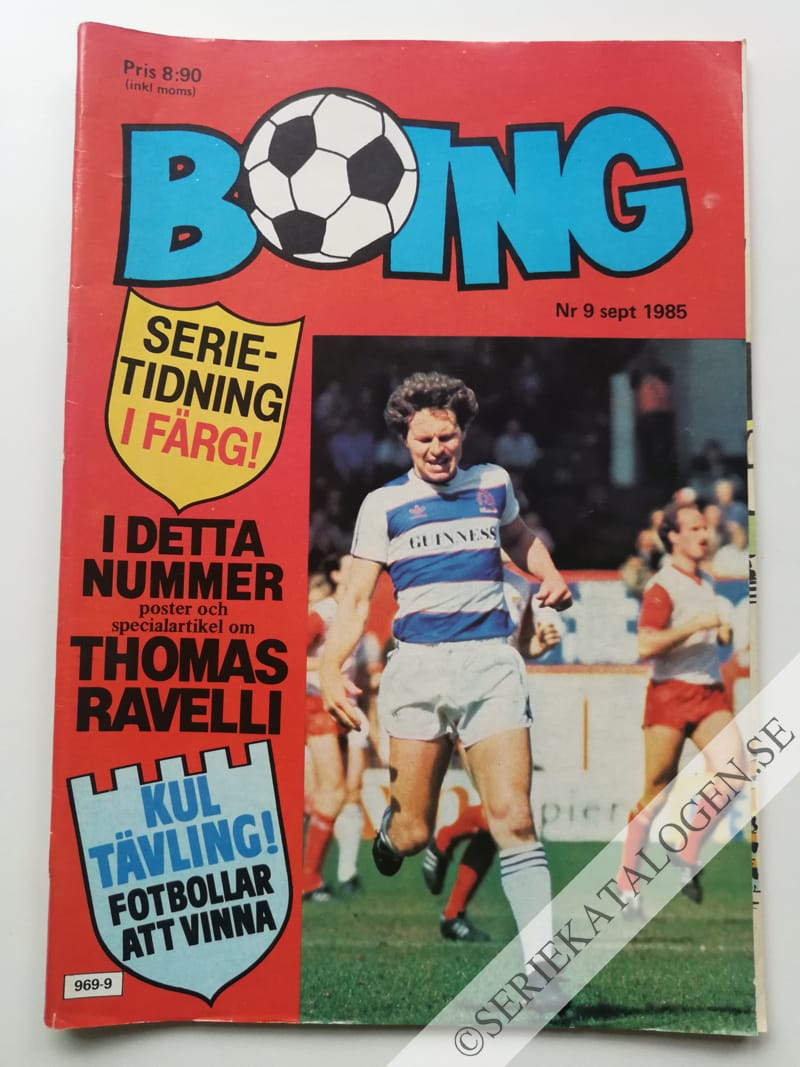 Pris 8:90
(inkl moms)
BOING
Nr 9 sept 1985
SERIE-
TIDNING
I FÄRG!
I DETTA
NUMMER
poster och
specialartikel om
THOMAS
RAVELLI
KUL
TÄVLING!
FOTBOLLAR
ATT VINNA
969-9
GUINNESS
pier
©SERIEKATALOGEN.SE